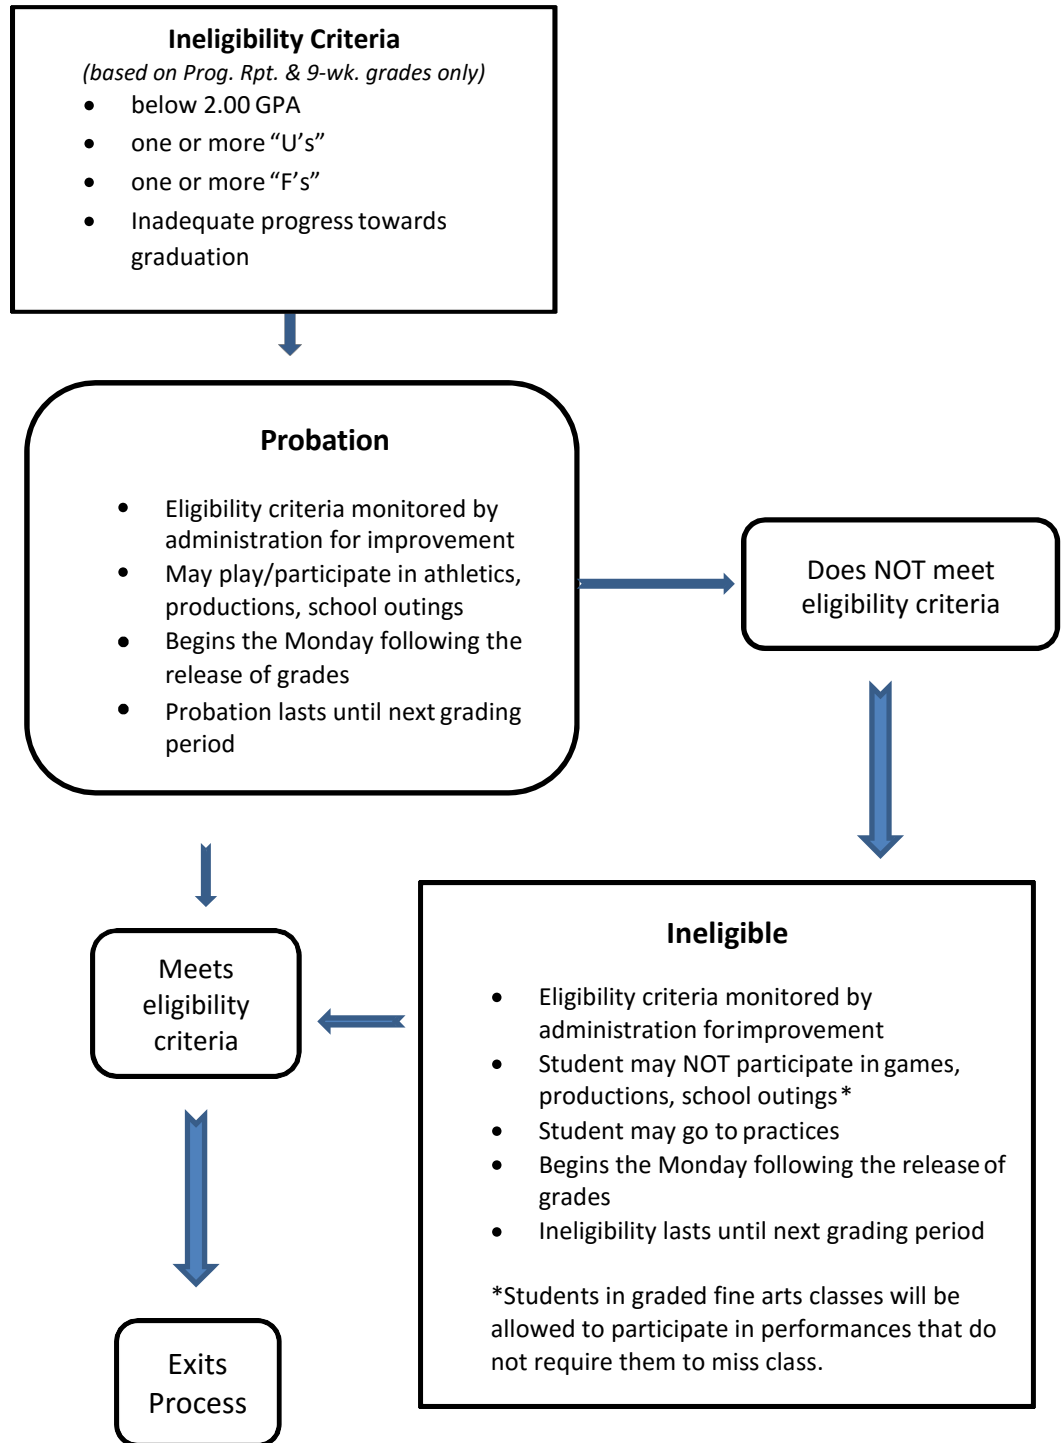 Ineligibility Criteria
(based on Prog. Rpt. & 9-wk. grades only)
• below 2.00 GPA
• one or more “U’s”
• one or more “F’s”
• Inadequate progress towards
graduation
Probation
• Eligibility criteria monitored by
administration for improvement
• May play/participate in athletics,
productions, school outings
• Begins the Monday following the
release of grades
• Probation lasts until next grading
period
Does NOT meet
eligibility criteria
Meets
eligibility
criteria
Ineligible
• Eligibility criteria monitored by
administration forimprovement
• Student may NOT participate in games,
productions, school outings*
• Student may go to practices
• Begins the Monday following the release of
grades
• Ineligibility lasts until next grading period
*Students in graded fine arts classes will be
allowed to participate in performances that do
not require them to miss class.
Exits
Process